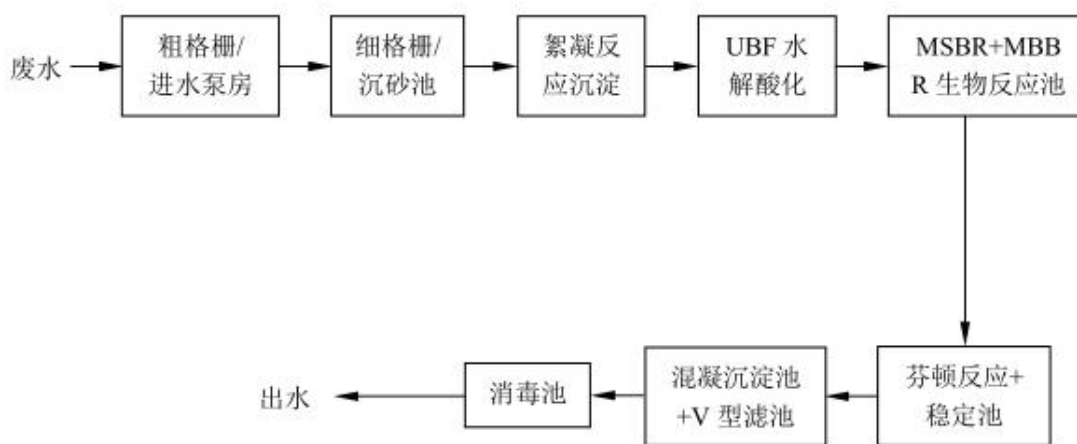 废水
粗格栅/
进水泵房
细格栅/
沉砂池
絮凝反
应沉淀
UBF 水
解酸化
MSBR+MBB
R 生物反应池
芬顿反应+
稳定池
混凝沉淀池
+V 型滤池
消毒池
出水